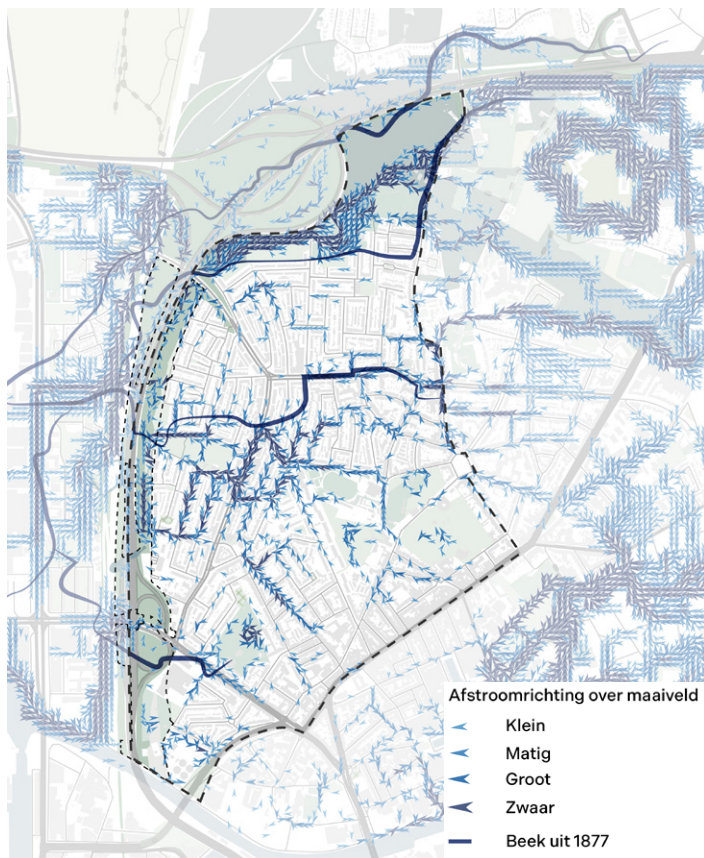 Afstroomrichting over maaiveld
Klein
Matig
Groot
Zwaar
Beek uit 1877